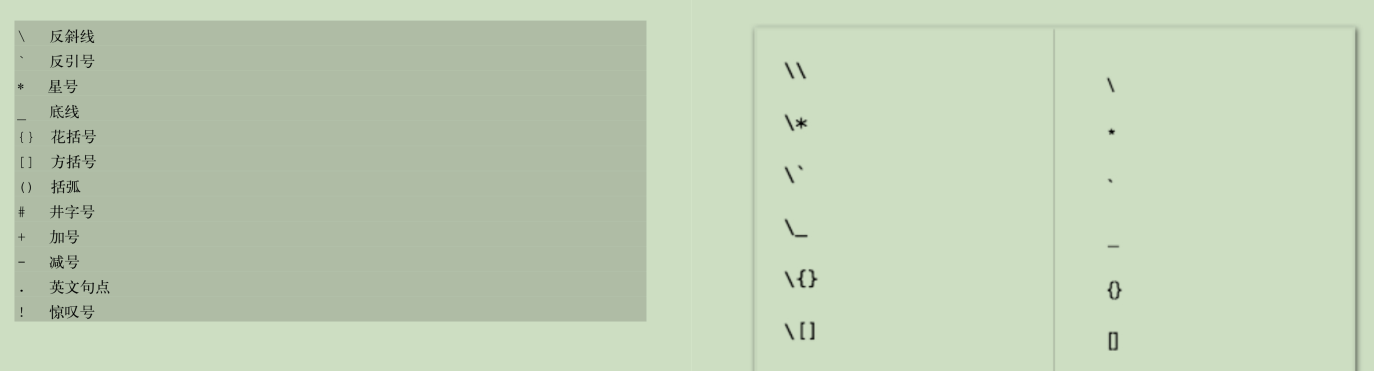 \ 反斜线
` 反引号
* 星号
_ 底线
{} 花括号
[] 方括号
() 括弧
# 井字号
+ 加号
- 减号
. 英文句点
! 惊叹号
\\
\*
\`
\_
\{}
\[]
\
*
`
_
{}
[]